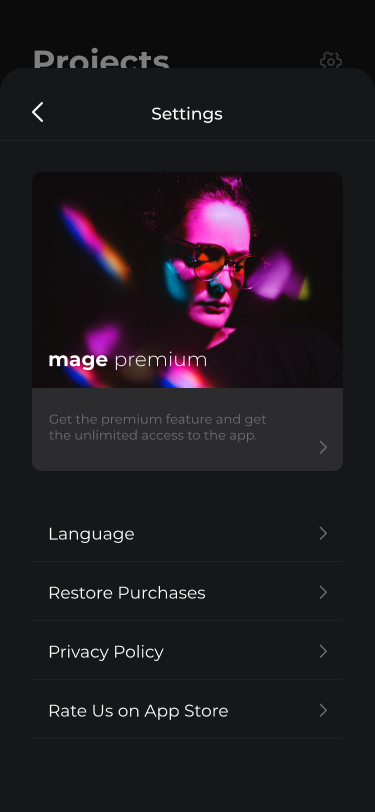 Projects
Settings
mage premium
Get the premium feature and get
the unlimited access to the app.
Language
Restore Purchases
Privacy Policy
Rate Us on App Store